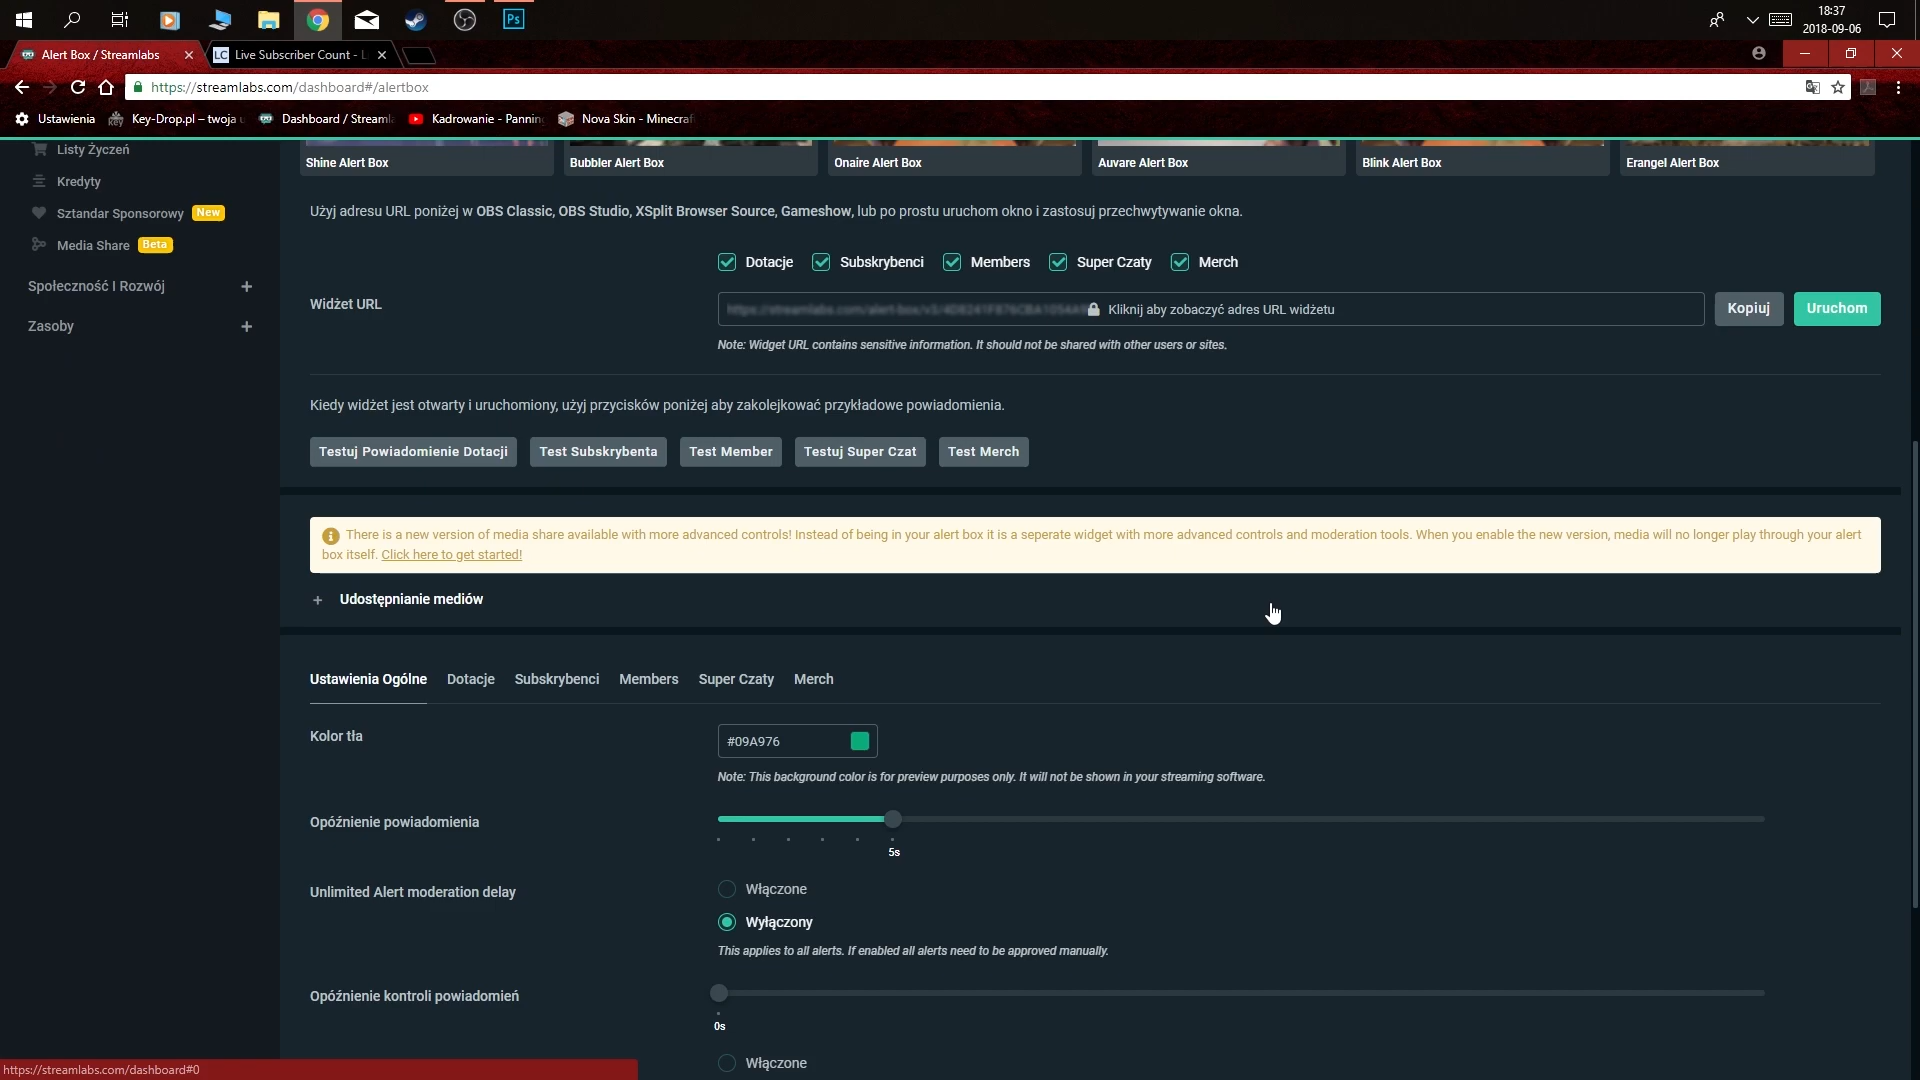 Ps
18:37
2018-09-06
Alert Box / Streamlabs
LC Live Subscriber Count - L
https://streamlabs.com/dashboard#/alertbox
Ustawienia
Key-Drop.pl – twoja
Dashboard / Streaml
Kadrowanie - Pannin
Nova Skin - Minecraf
Listy Życzeń
Kredyty
Sztandar Sponsorowy New
Media Share Beta
Społeczność I Rozwój +
Zasoby +
Shine Alert Box
Bubbler Alert Box
Onaire Alert Box
Auvare Alert Box
Blink Alert Box
Erangel Alert Box
Użyj adresu URL poniżej w OBS Classic, OBS Studio, XSplit Browser Source, Gameshow, lub po prostu uruchom okno i zastosuj przechwytywanie okna.
Dotacje Subskrybenci Members Super Czaty Merch
Widżet URL
Kliknij aby zobaczyć adres URL widżetu
Kopiuj
Uruchom
Note: Widget URL contains sensitive information. It should not be shared with other users or sites.
Kiedy widżet jest otwarty i uruchomiony, użyj przycisków poniżej aby zakolejkować przykładowe powiadomienia.
Testuj Powiadomienie Dotacji
Test Subskrybenta
Test Member
Testuj Super Czat
Test Merch
There is a new version of media share available with more advanced controls! Instead of being in your alert box it is a seperate widget with more advanced controls and moderation tools. When you enable the new version, media will no longer play through your alert
box itself. Click here to get started!
+ Udostępnianie mediów
Ustawienia Ogólne Dotacje Subskrybenci Members Super Czaty Merch
Kolor tła
#09A976
Note: This background color is for preview purposes only. It will not be shown in your streaming software.
Opóźnienie powiadomienia
5s
Unlimited Alert moderation delay
Włączone
Wyłączony
This applies to all alerts. If enabled all alerts need to be approved manually.
Opóźnienie kontroli powiadomień
0s
Włączone
https://streamlabs.com/dashboard#0